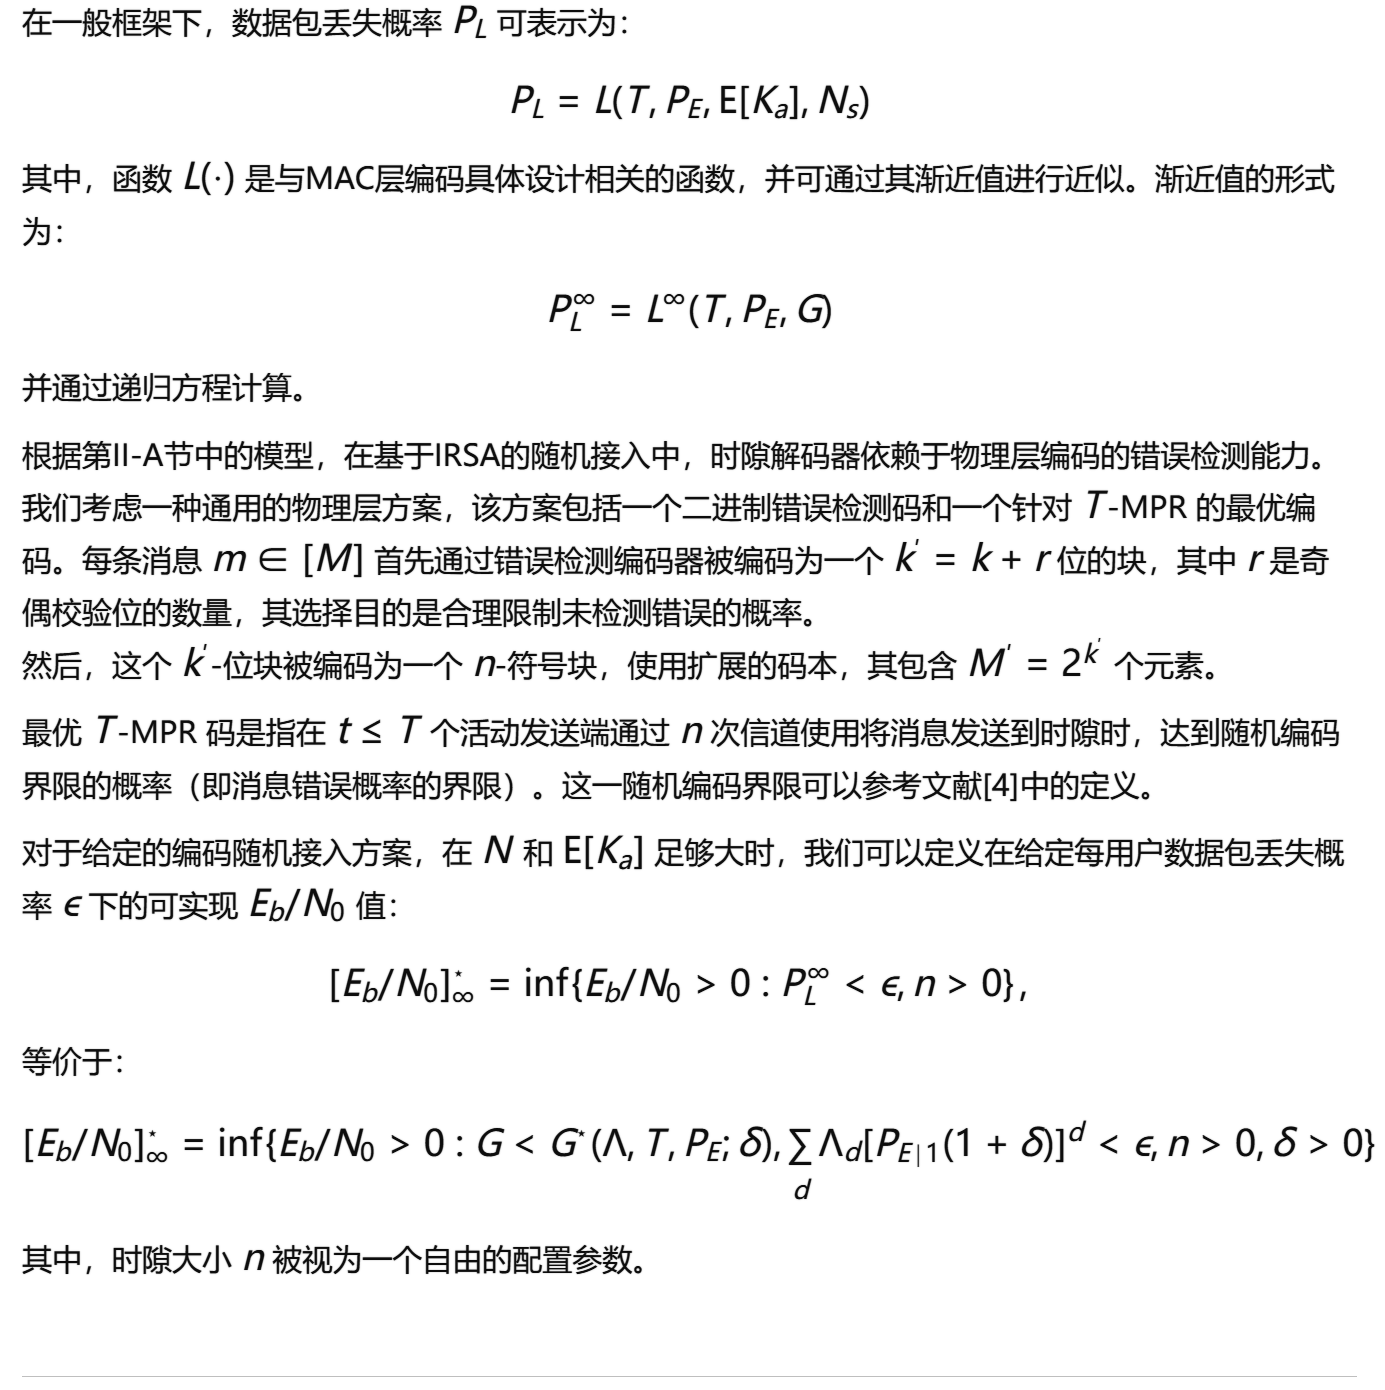 在一般框架下，数据包丢失概率 P_L 可表示为：
P_L = L(T, P_E, E[K_a], N_s)
其中，函数 L(·) 是与MAC层编码具体设计相关的函数，并可通过其渐近值进行近似。渐近值的形式
为：
P_L^∞ = L^∞(T, P_E, G)
并通过递归方程计算。
根据第II-A节中的模型，在基于IRSA的随机接入中，时隙解码器依赖于物理层编码的错误检测能力。
我们考虑一种通用的物理层方案，该方案包括一个二进制错误检测码和一个针对 T-MPR 的最优编
码。每条消息 m ∈ [M] 首先通过错误检测编码器被编码为一个 k' = k + r 位的块，其中 r 是奇
偶校验位的数量，其选择目的是合理限制未检测错误的概率。
然后，这个 k'-位块被编码为一个 n-符号块，使用扩展的码本，其包含 M' = 2^{k'} 个元素。
最优 T-MPR 码是指在 t ≤ T 个活动发送端通过 n 次信道使用将消息发送到时隙时，达到随机编码
界限的概率（即消息错误概率的界限）。这一随机编码界限可以参考文献[4]中的定义。
对于给定的编码随机接入方案，在 N 和 E[K_a] 足够大时，我们可以定义在给定每用户数据包丢失概
率 ϵ 下的可实现 E_b/N_0 值：
[E_b/N_0]_∞^⋆ = inf{E_b/N_0 > 0 : P_L^∞ < ϵ, n > 0},
等价于：
[E_b/N_0]_∞^⋆ = inf{E_b/N_0 > 0 : G < G^⋆(Λ, T, P_E; δ), ∑_d Λ_d[P_{E|1}(1 + δ)]^d < ϵ, n > 0, δ > 0}
其中，时隙大小 n 被视为一个自由的配置参数。